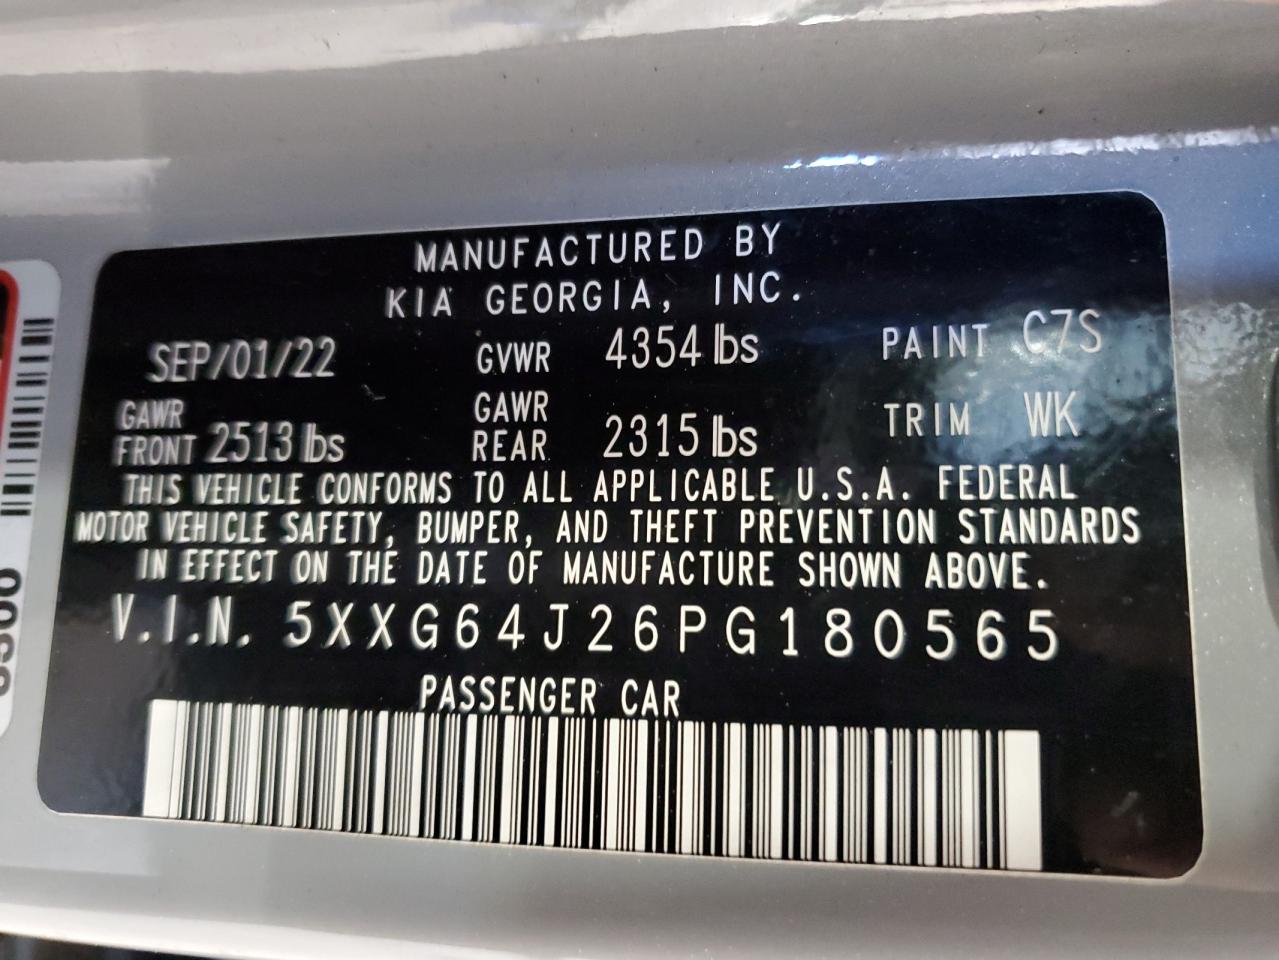 MANUFACTURED BY
KIA GEORGIA, INC.
SEP/01/22 GVWR 4354 lbs PAINT C7S
GAWR FRONT 2513 lbs GAWR REAR 2315 lbs TRIM WK
THIS VEHICLE CONFORMS TO ALL APPLICABLE U.S.A. FEDERAL
MOTOR VEHICLE SAFETY, BUMPER, AND THEFT PREVENTION STANDARDS
IN EFFECT ON THE DATE OF MANUFACTURE SHOWN ABOVE.
V.I.N. 5XXG64J26PG180565
PASSENGER CAR